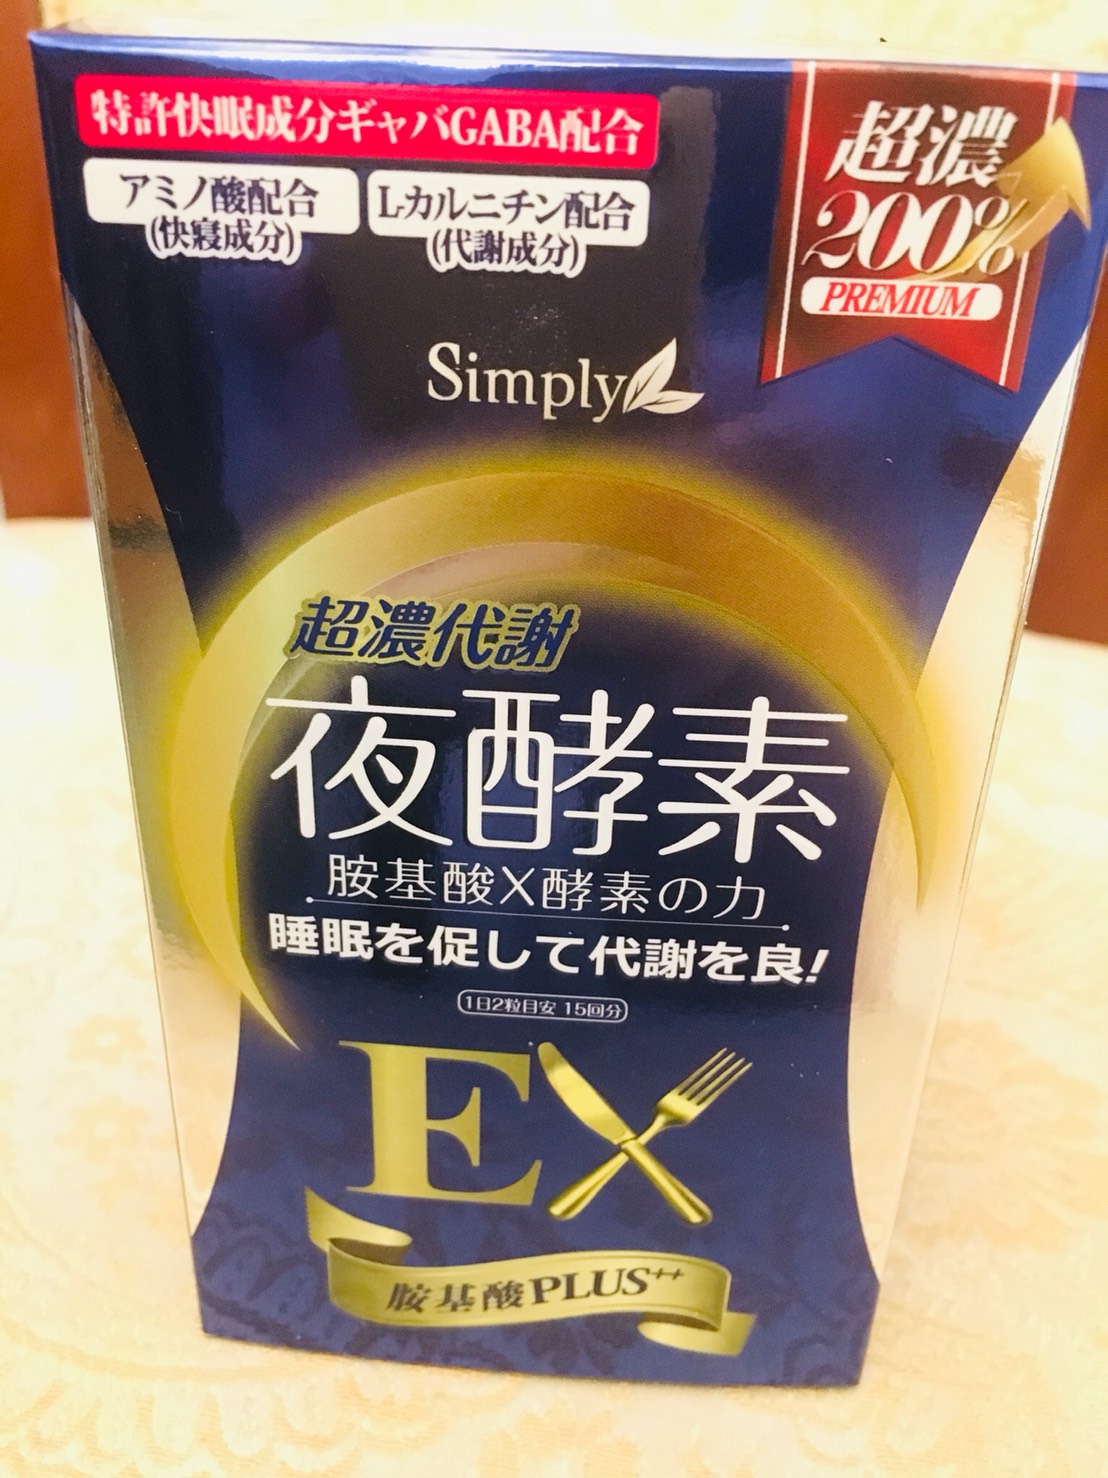 特許快眠成分ギャバGABA配合
アミノ酸配合
(快寢成分)
L-カルニチン配合
(代謝成分)
超濃
200%
PREMIUM
Simply
超濃代謝
夜酵素
胺基酸X酵素の力
睡眠を促して代謝を良!
1日2粒目安 15回分
EX
胺基酸PLUS++